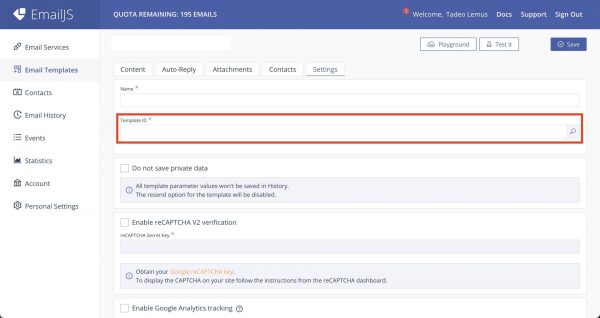 EmailJS
QUOTA REMAINING: 195 EMAILS
3
Welcome, Tadeo Lemus
Docs
Support
Sign Out
Email Services
Email Templates
Contacts
Email History
Events
Statistics
Account
Personal Settings
Playground
Test It
Save
Content
Auto-Reply
Attachments
Contacts
Settings
Name *
Template ID *
Do not save private data
All template parameter values won't be saved in History.
The resend option for the template will be disabled.
Enable reCAPTCHA V2 verification
reCAPTCHA Secret Key *
Obtain your Google reCAPTCHA key.
To display the CAPTCHA on your site follow the instructions from the reCAPTCHA dashboard.
Enable Google Analytics tracking ?